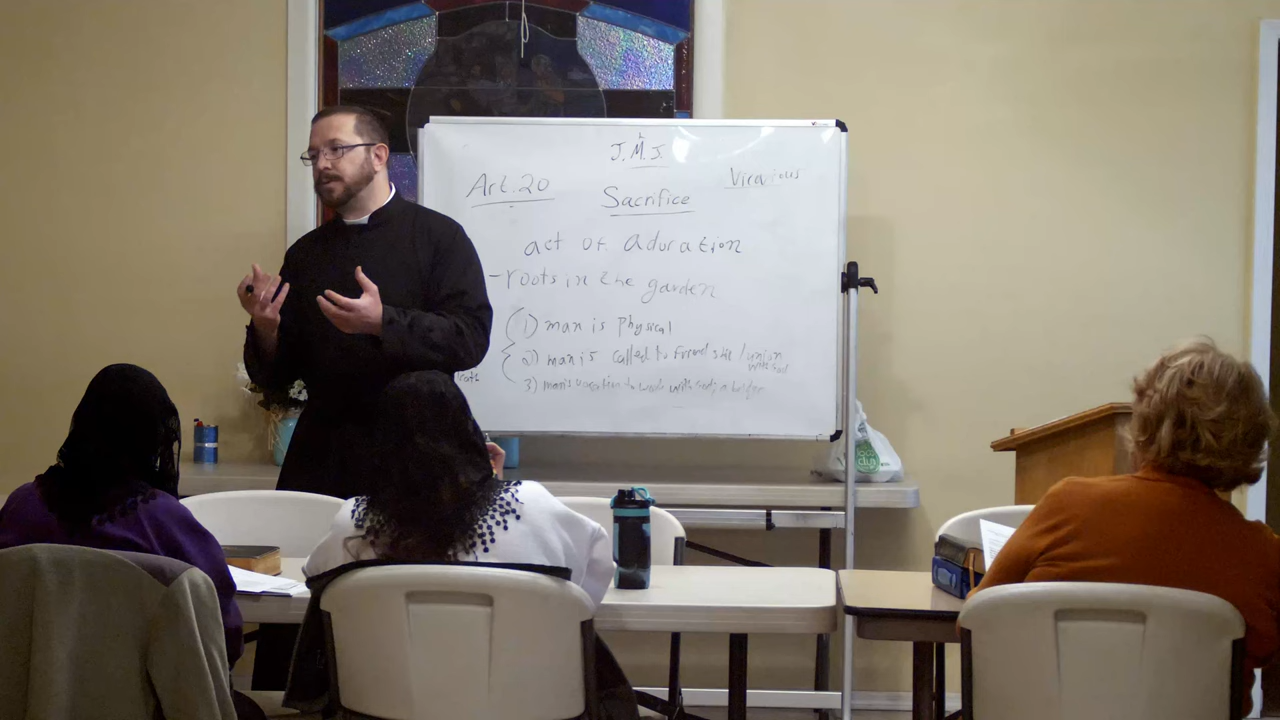 J.M.J.
Art.20
Sacrifice
act of adoration
-roots in the garden
1) man is physical
2) man is called to friendship / union with God
3) man's vocation to work with God, a helper